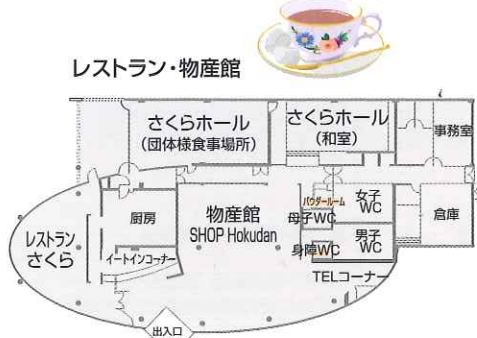 レストラン・物産館
さくらホール
(団体様食事場所)
さくらホール
(和室)
事務室
厨房
物産館
SHOP Hokudan
パウダールーム
母子WC
女子
WC
倉庫
レストラン
さくら
イートインコーナー
身障WC
男子
WC
TELコーナー
出入口